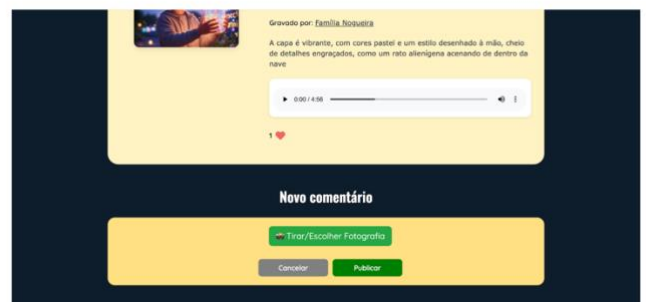 Gravado por: Família Nogueira
A capa é vibrante, com cores pastel e um estilo desenhado à mão, cheio
de detalhes engraçados, como um rato alienígena acenando de dentro da
nave
0:00 / 4:56
1
Novo comentário
Tirar/Escolher Fotografia
Cancelar Publicar